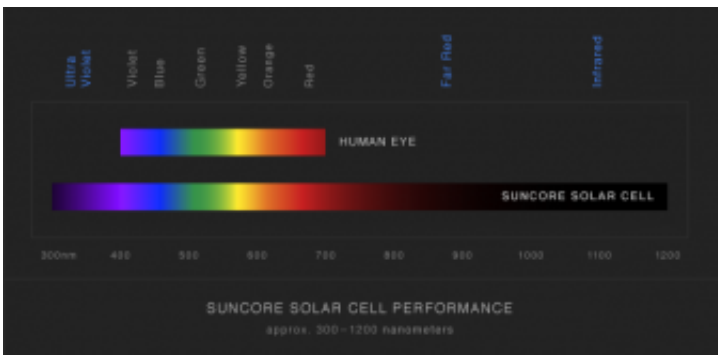 Ultra
Violet
Violet
Blue
Green
Yellow
Orange
Red
Far Red
Infrared
HUMAN EYE
SUNCORE SOLAR CELL
300nm 400 500 600 700 800 900 1000 1100 1200
SUNCORE SOLAR CELL PERFORMANCE
approx. 300-1200 nanometers